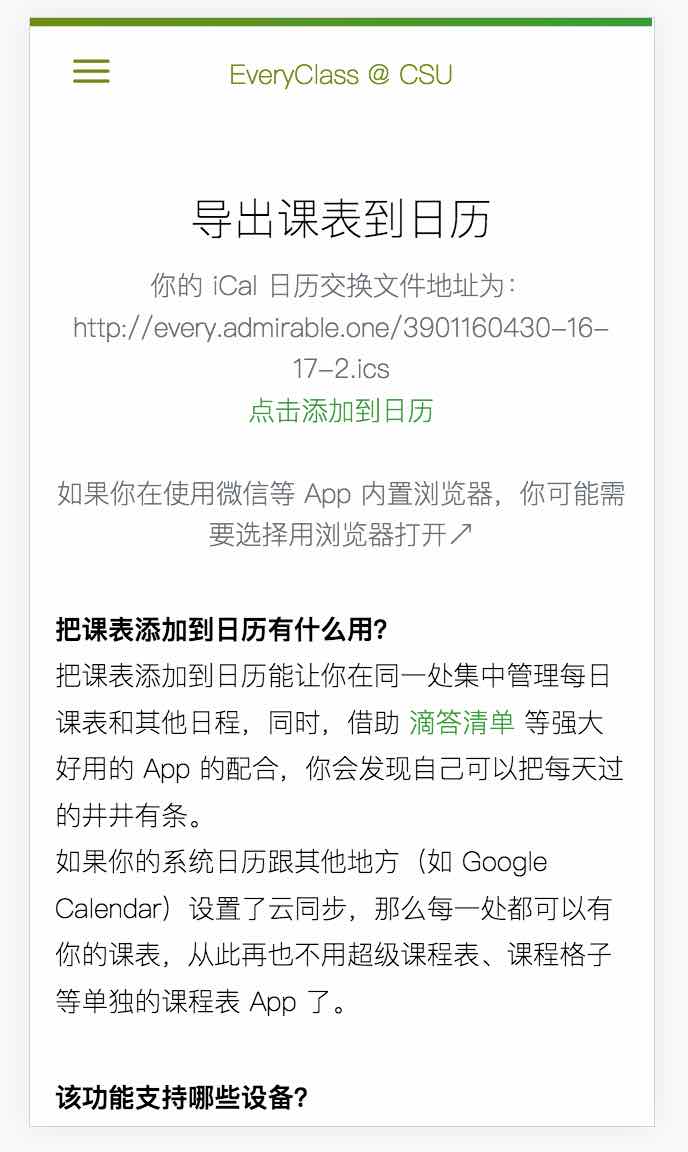 EveryClass @ CSU
导出课表到日历
你的 iCal 日历交换文件地址为：
http://every.admirable.one/3901160430-16-
17-2.ics
点击添加到日历
如果你在使用微信等 App 内置浏览器，你可能需
要选择用浏览器打开↗
把课表添加到日历有什么用？
把课表添加到日历能让你在同一处集中管理每日
课表和其他日程，同时，借助 滴答清单 等强大
好用的 App 的配合，你会发现自己可以把每天过
的井井有条。
如果你的系统日历跟其他地方（如 Google
Calendar）设置了云同步，那么每一处都可以有
你的课表，从此再也不用超级课程表、课程格子
等单独的课程表 App 了。
该功能支持哪些设备？